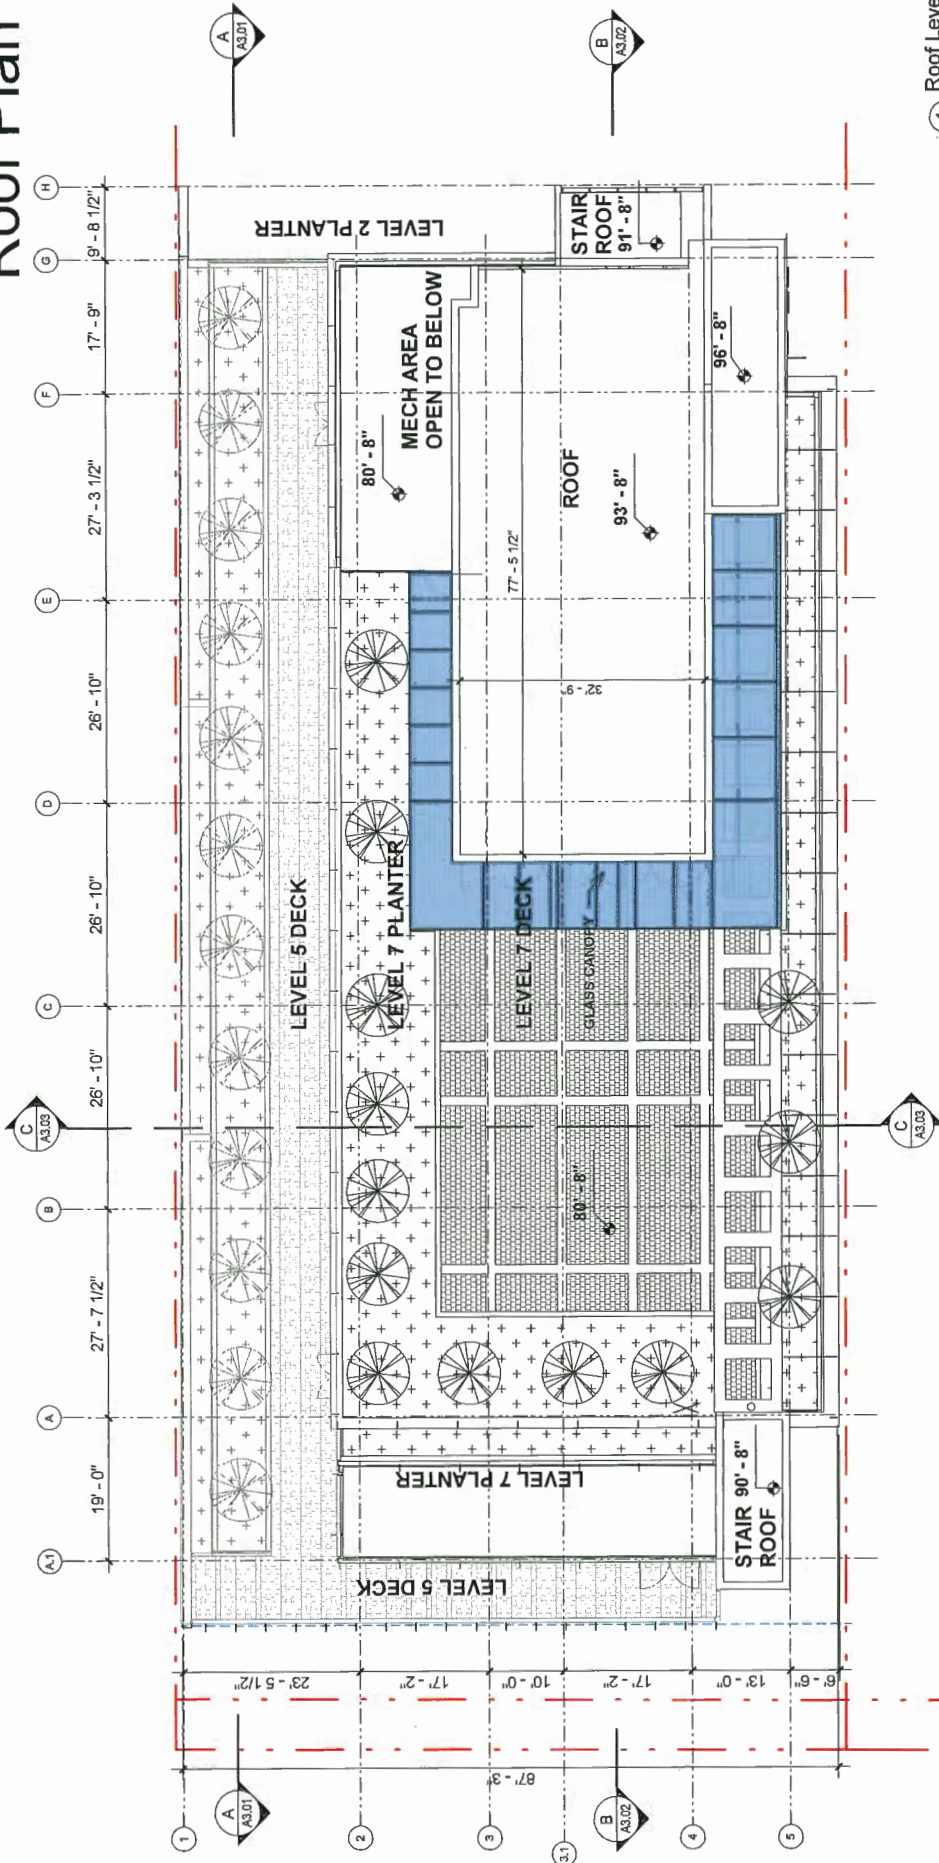 Roof Plan
A
A3.01
B
A3.02
Roof Leve
H
G
F
E
D
C
B
A
A.1
9' - 8 1/2"
17' - 9"
27' - 3 1/2"
26' - 10"
26' - 10"
26' - 10"
27' - 7 1/2"
19' - 0"
LEVEL 2 PLANTER
STAIR
ROOF
91' - 8"
MECH AREA
OPEN TO BELOW
80' - 8"
96' - 8"
ROOF
93' - 8"
77' - 5 1/2"
32' - 9"
LEVEL 5 DECK
LEVEL 7 PLANTER
LEVEL 7 DECK
GLASS CANOPY
C
A3.03
C
A3.03
80' - 8"
LEVEL 7 PLANTER
STAIR
ROOF
90' - 8"
LEVEL 5 DECK
23' - 5 1/2"
17' - 2"
10' - 0"
17' - 2"
13' - 0"
6' - 6"
87' - 3"
A
A3.01
B
A3.02
1
2
3
3.1
4
5